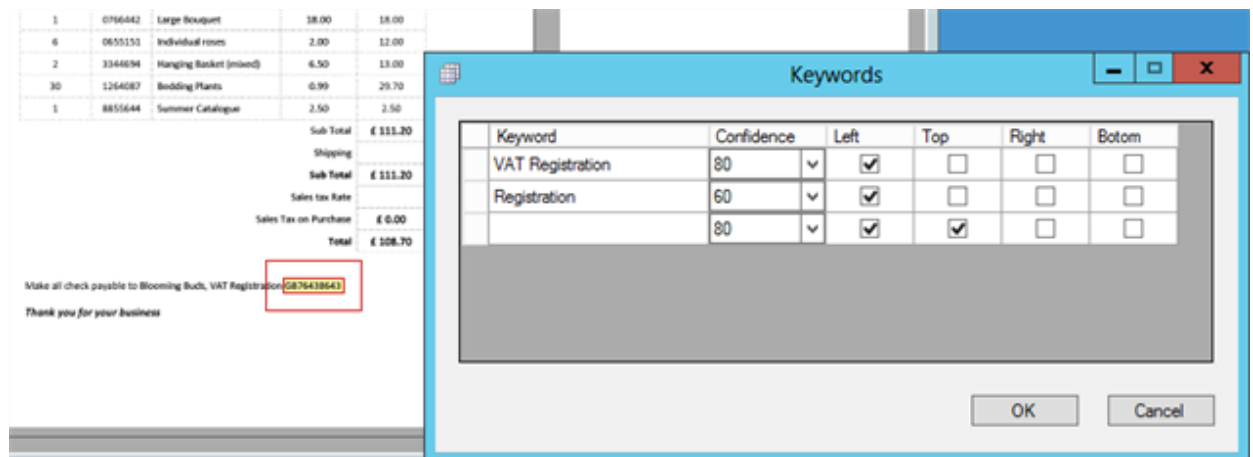 1 0766442 Large Bouquet 18.00 18.00
6 0655151 Individual roses 2.00 12.00
2 3344694 Hanging Basket (mixed) 6.50 13.00
30 1264087 Bedding Plants 0.99 29.70
1 8855644 Summer Catalogue 2.50 2.50
Sub Total £ 111.20
Shipping
Sub Total £ 111.20
Sales tax Rate
Sales Tax on Purchase £ 0.00
Total £ 108.70
Make all check payable to Blooming Buds, VAT Registration GB76438643
Thank you for your business
Keywords
Keyword Confidence Left Top Right Botom
VAT Registration 80
Registration 60
80
OK Cancel